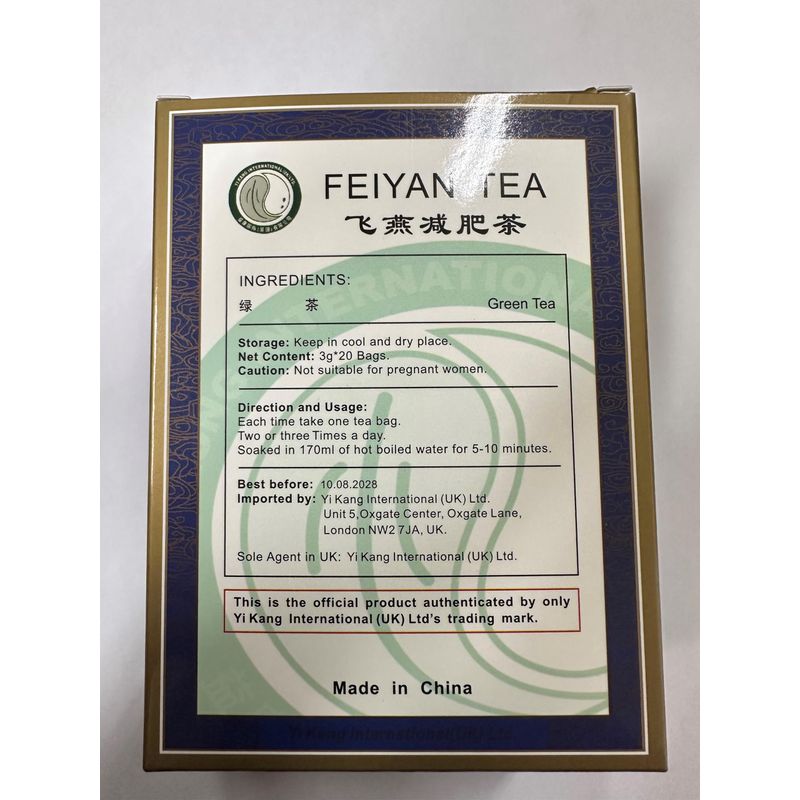 FEIYAN TEA
飞燕减肥茶
INGREDIENTS:
绿 茶 Green Tea
Storage: Keep in cool and dry place.
Net Content: 3g*20 Bags.
Caution: Not suitable for pregnant women.
Direction and Usage:
Each time take one tea bag.
Two or three Times a day.
Soaked in 170ml of hot boiled water for 5-10 minutes.
Best before: 10.08.2028
Imported by: Yi Kang International (UK) Ltd.
Unit 5,Oxgate Center, Oxgate Lane,
London NW2 7JA, UK.
Sole Agent in UK: Yi Kang International (UK) Ltd.
This is the official product authenticated by only
Yi Kang International (UK) Ltd's trading mark.
Made in China
Yi Kang International(UK) Ltd